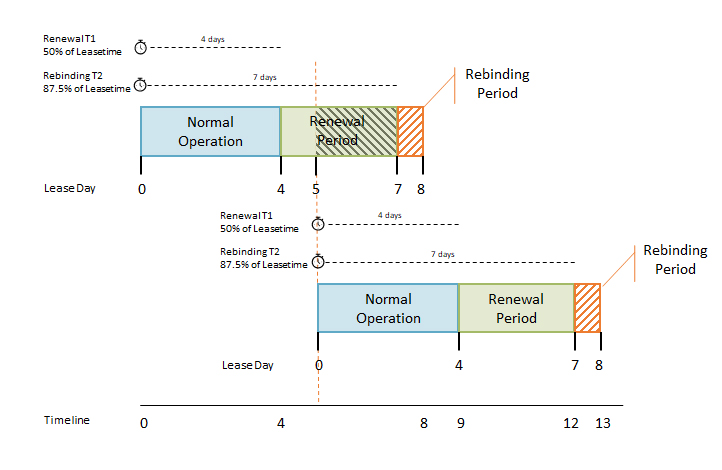 Renewal T1
50% of Leasetime
4 days
Rebinding T2
87.5% of Leasetime
7 days
Rebinding
Period
Normal
Operation
Renewal
Period
Lease Day
0 4 5 7 8
Renewal T1
50% of Leasetime
4 days
Rebinding T2
87.5% of Leasetime
7 days
Rebinding
Period
Normal
Operation
Renewal
Period
Lease Day
0 4 7 8
Timeline
0 4 8 9 12 13